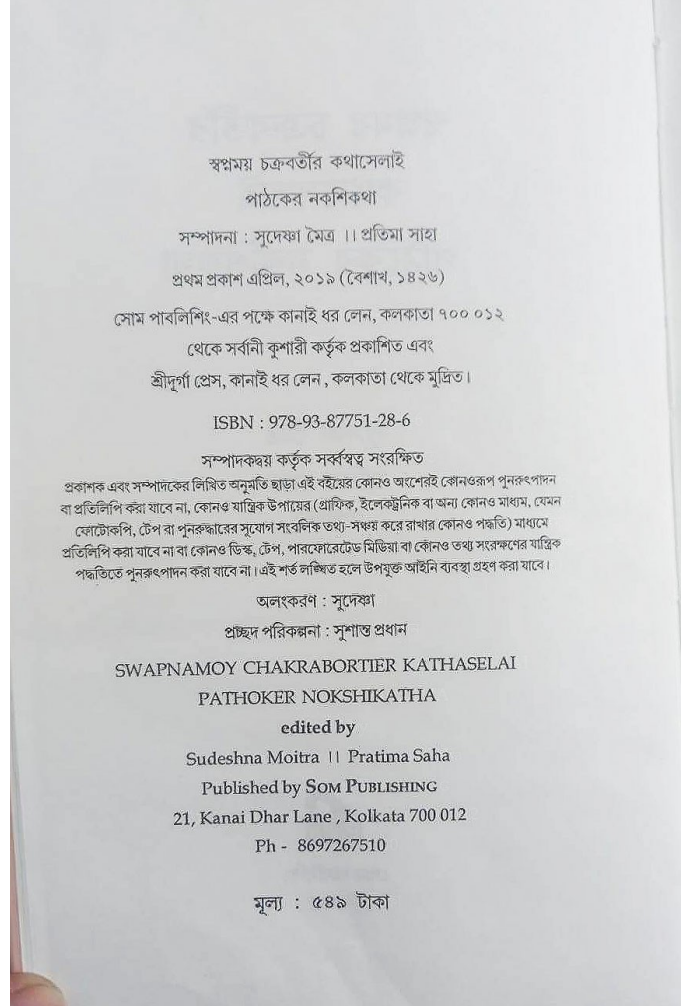 স্বপ্নময় চক্রবর্তীর কথাসেলাই
পাঠকের নকশিকথা
সম্পাদনা : সুদেষ্ণা মৈত্র ।। প্রতিমা সাহা
প্রথম প্রকাশ এপ্রিল, ২০১৯ (বৈশাখ, ১৪২৬)
সোম পাবলিশিং-এর পক্ষে কানাই ধর লেন, কলকাতা ৭০০ ০১২
থেকে সর্বানী কুশারী কর্তৃক প্রকাশিত এবং
শ্রীদুর্গা প্রেস, কানাই ধর লেন , কলকাতা থেকে মুদ্রিত।
ISBN : 978-93-87751-28-6
সম্পাদকদ্বয় কর্তৃক সর্ব্বস্বত্ব সংরক্ষিত
প্রকাশক এবং সম্পাদকের লিখিত অনুমতি ছাড়া এই বইয়ের কোনও অংশেরই কোনওরূপ পুনরুৎপাদন
বা প্রতিলিপি করা যাবে না, কোনও যান্ত্রিক উপায়ের (গ্রাফিক, ইলেকট্রনিক বা অন্য কোনও মাধ্যম, যেমন
ফোটোকপি, টেপ বা পুনরুদ্ধারের সুযোগ সংবলিত তথ্য-সঞ্চয় করে রাখার কোনও পদ্ধতি) মাধ্যমে
প্রতিলিপি করা যাবে না বা কোনও ডিস্ক, টেপ, পারফোরেটেড মিডিয়া বা কোঁনও তথ্য সংরক্ষণের যান্ত্রিক
পদ্ধতিতে পুনরুৎপাদন করা যাবে না। এই শর্ত লঙ্ঘিত হলে উপযুক্ত আইনি ব্যবস্থা গ্রহণ করা যাবে।
অলংকরণ : সুদেষ্ণা
প্রচ্ছদ পরিকল্পনা : সুশান্ত প্রধান
SWAPNAMOY CHAKRABORTIER KATHASELAI
PATHOKER NOKSHIKATHA
edited by
Sudeshna Moitra ।। Pratima Saha
Published by SOM PUBLISHING
21, Kanai Dhar Lane , Kolkata 700 012
Ph - 8697267510
মূল্য : ৫৪৯ টাকা